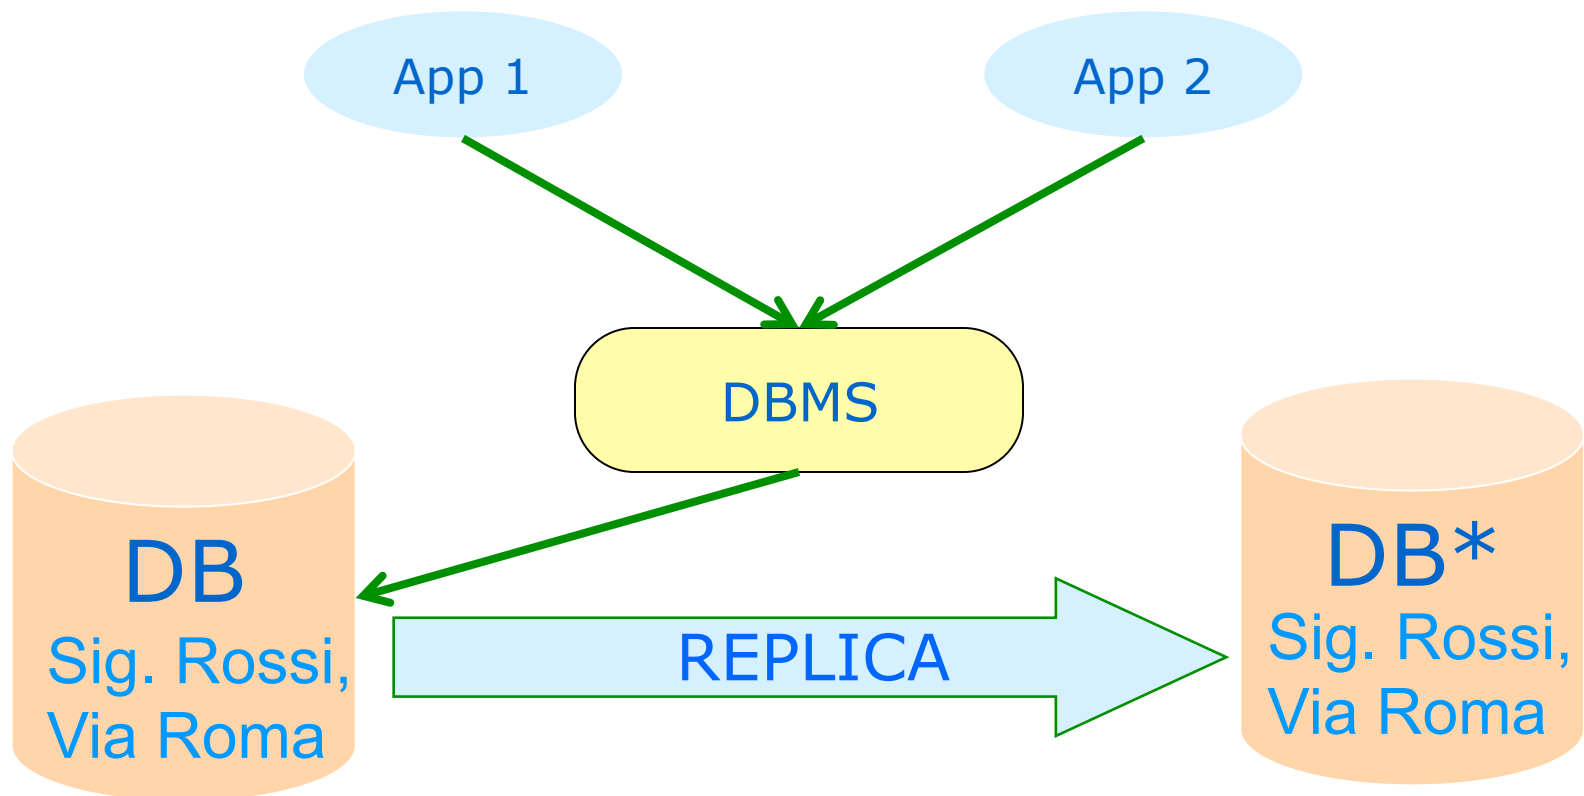 App 1
App 2
DBMS
DB
Sig. Rossi,
Via Roma
REPLICA
DB*
Sig. Rossi,
Via Roma